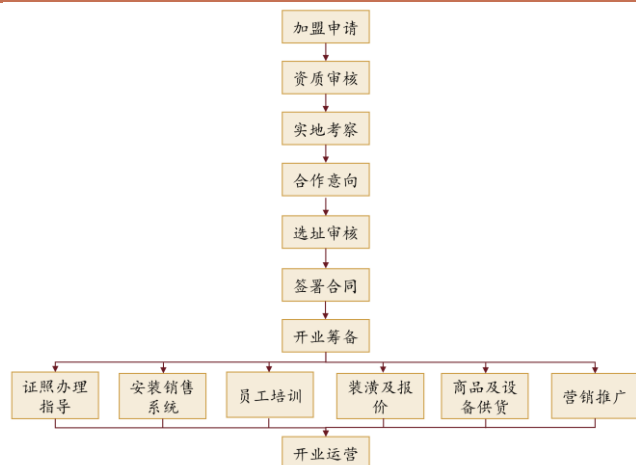 加盟申请
资质审核
实地考察
合作意向
选址审核
签署合同
开业筹备
证照办理
指导
安装销售
系统
员工培训
装潢及报
价
商品及设
备供货
营销推广
开业运营